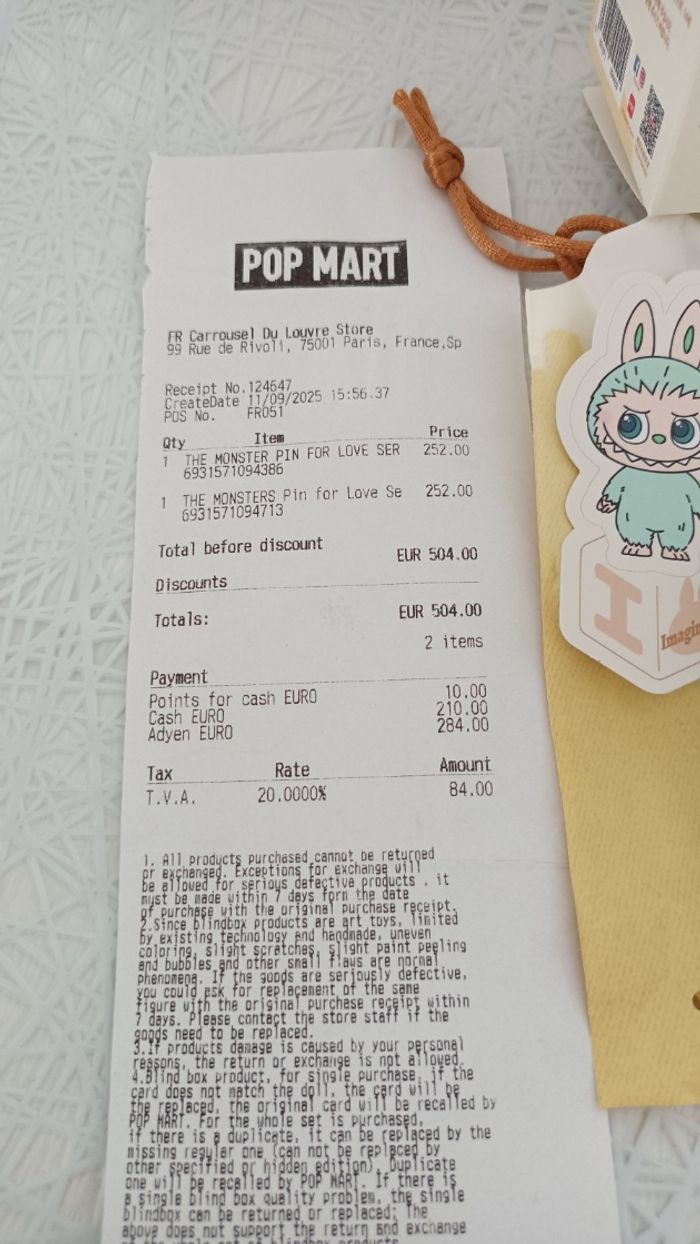 POP MART
FR Carrousel Du Louvre Store
99 Rue de Rivoli, 75001 Paris, France,Sp
Receipt No.124647
CreateDate 11/09/2025 15:56.37
POS No. FR051
Qty Item Price
1 THE MONSTER PIN FOR LOVE SER 252.00
6931571094386
1 THE MONSTERS Pin for Love Se 252.00
6931571094713
Total before discount
EUR 504.00
Discounts
Totals: EUR 504.00
2 items
Payment
Points for cash EURO 10.00
Cash EURO 210.00
Adyen EURO 284.00
Tax Rate Amount
T.V.A. 20.0000% 84.00
1. All products purchased cannot be returned
or exchanged. Exceptions for exchange will
be allowed for serious defective products , it
must be made within 7 days form the date
of purchase with the original purchase receipt.
2.Since blindbox products are art toys, limited
by existing technology and handmade, uneven
coloring, slight scratches, slight paint peeling
and bubbles and other small flaws are normal
phenomena. If the goods are seriously defective,
you could ask for replacement of the same
figure with the original purchase receipt within
7 days. Please contact the store staff if the
goods need to be replaced.
3.If products damage is caused by your personal
reasons, the return or exchange is not allowed.
4.Blind box product, for single purchase, if the
card does not match the doll, the card will be
the replaced, the original card will be recalled by
POP MART. For the whole set is purchased,
if there is a duplicate, it can be replaced by the
missing regular one (can not be replaced by
other specified or hidden edition). Duplicate
one will be recalled by POP MART. If there is
a single blind box quality problem, the single
blindbox can be returned or replaced; The
above does not support the return and exchange
I